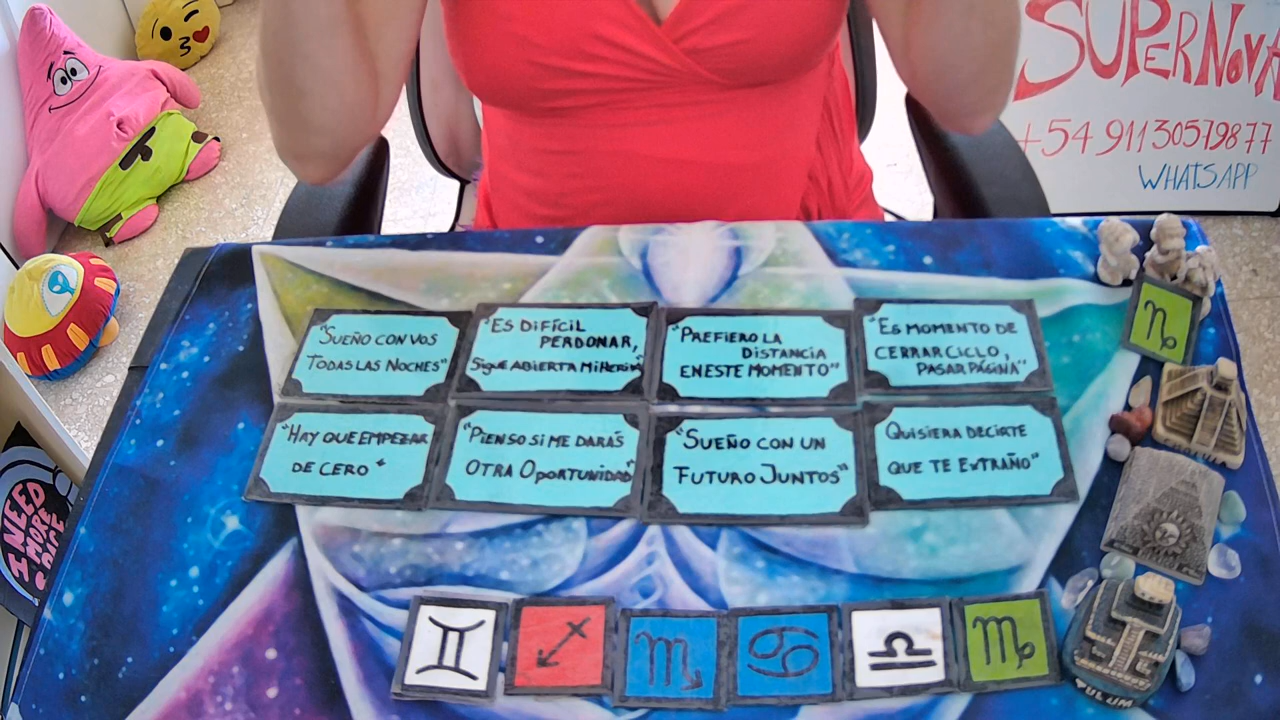 SUPERNOVA
+54 91130579877
WHATSAPP
"SUEÑO CON VOS
TODAS LAS NOCHES"
"ES DIFÍCIL
PERDONAR,
SIGUE ABIERTA MI HERIDA"
"PREFIERO LA
DISTANCIA
EN ESTE MOMENTO"
"ES MOMENTO DE
CERRAR CICLO,
PASAR PÁGINA"
"HAY QUE EMPEZAR
DE CERO"
"PIENSO SI ME DARÁS
OTRA OPORTUNIDAD"
"SUEÑO CON UN
FUTURO JUNTOS"
QUISIERA DECIRTE
QUE TE EXTRAÑO"
I NEED
MORE
TULUM